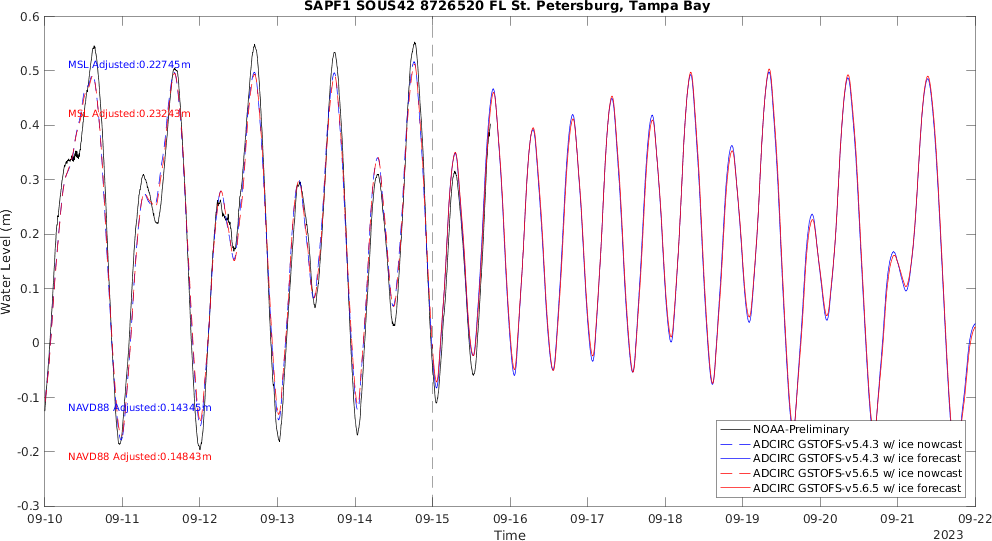 SAPF1 SOUS42 8726520 FL St. Petersburg, Tampa Bay
0.6
0.5
0.4
0.3
0.2
0.1
0
-0.1
-0.2
-0.3
Water Level (m)
MSL Adjusted:0.22745m
MSL Adjusted:0.23243m
NAVD88 Adjusted:0.14345m
NAVD88 Adjusted:0.14843m
NOAA-Preliminary
ADCIRC GSTOFS-v5.4.3 w/ ice nowcast
ADCIRC GSTOFS-v5.4.3 w/ ice forecast
ADCIRC GSTOFS-v5.6.5 w/ ice nowcast
ADCIRC GSTOFS-v5.6.5 w/ ice forecast
09-10 09-11 09-12 09-13 09-14 09-15 09-16 09-17 09-18 09-19 09-20 09-21 09-22
Time
2023